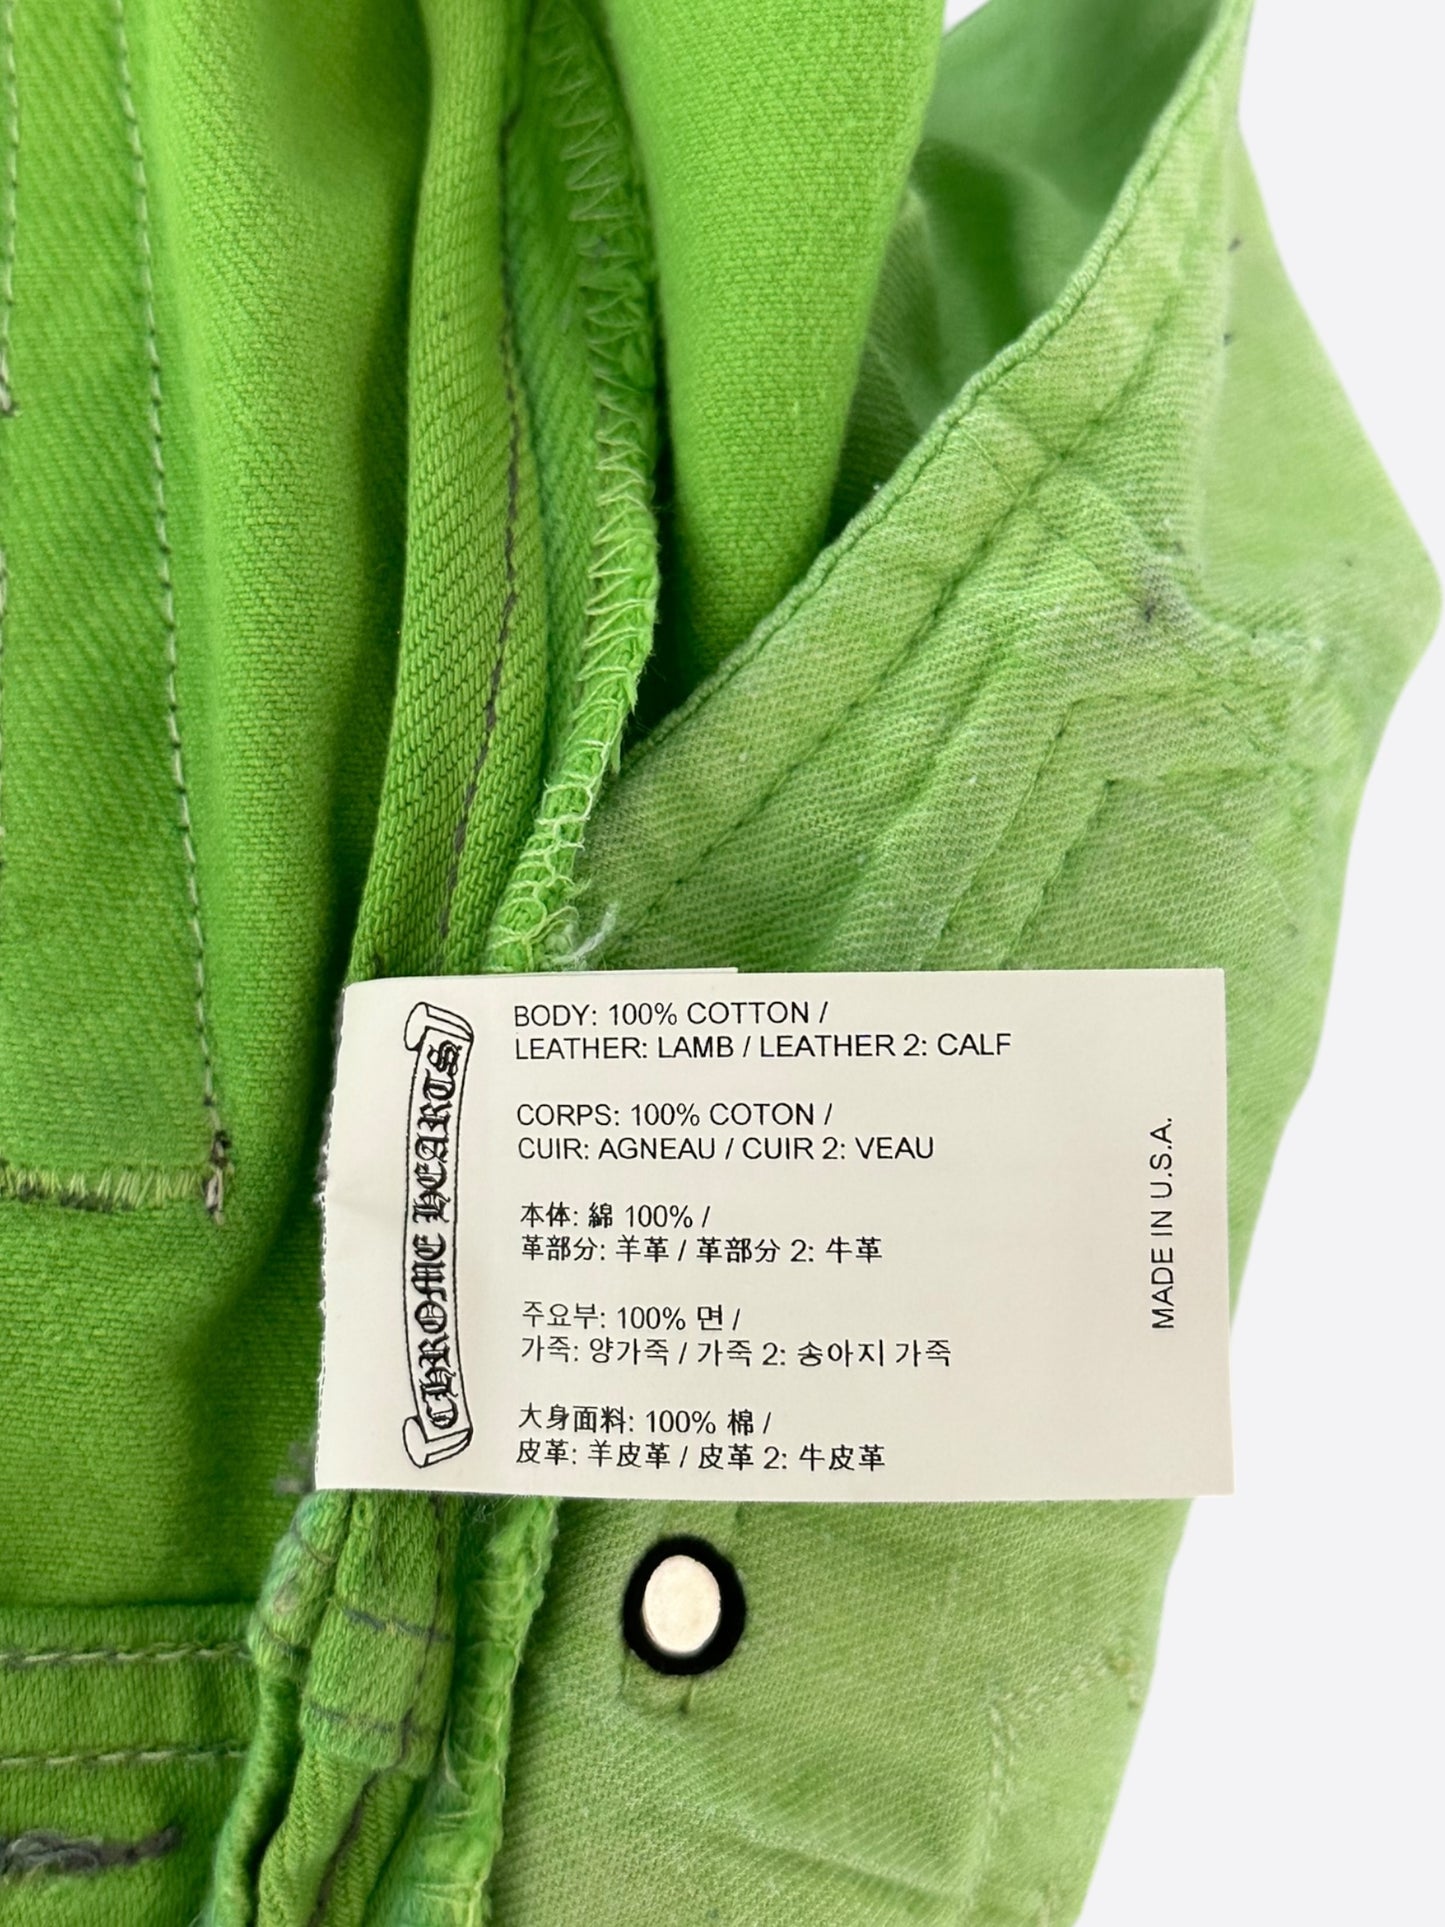 CHROME HEARTS
BODY: 100% COTTON /
LEATHER: LAMB / LEATHER 2: CALF
CORPS: 100% COTON /
CUIR: AGNEAU / CUIR 2: VEAU
本体: 綿 100% /
革部分: 羊革 / 革部分 2: 牛革
주요부: 100% 면 /
가죽: 양가죽 / 가죽 2: 송아지 가죽
大身面料: 100% 棉 /
皮革: 羊皮革 / 皮革 2: 牛皮革
MADE IN U.S.A.